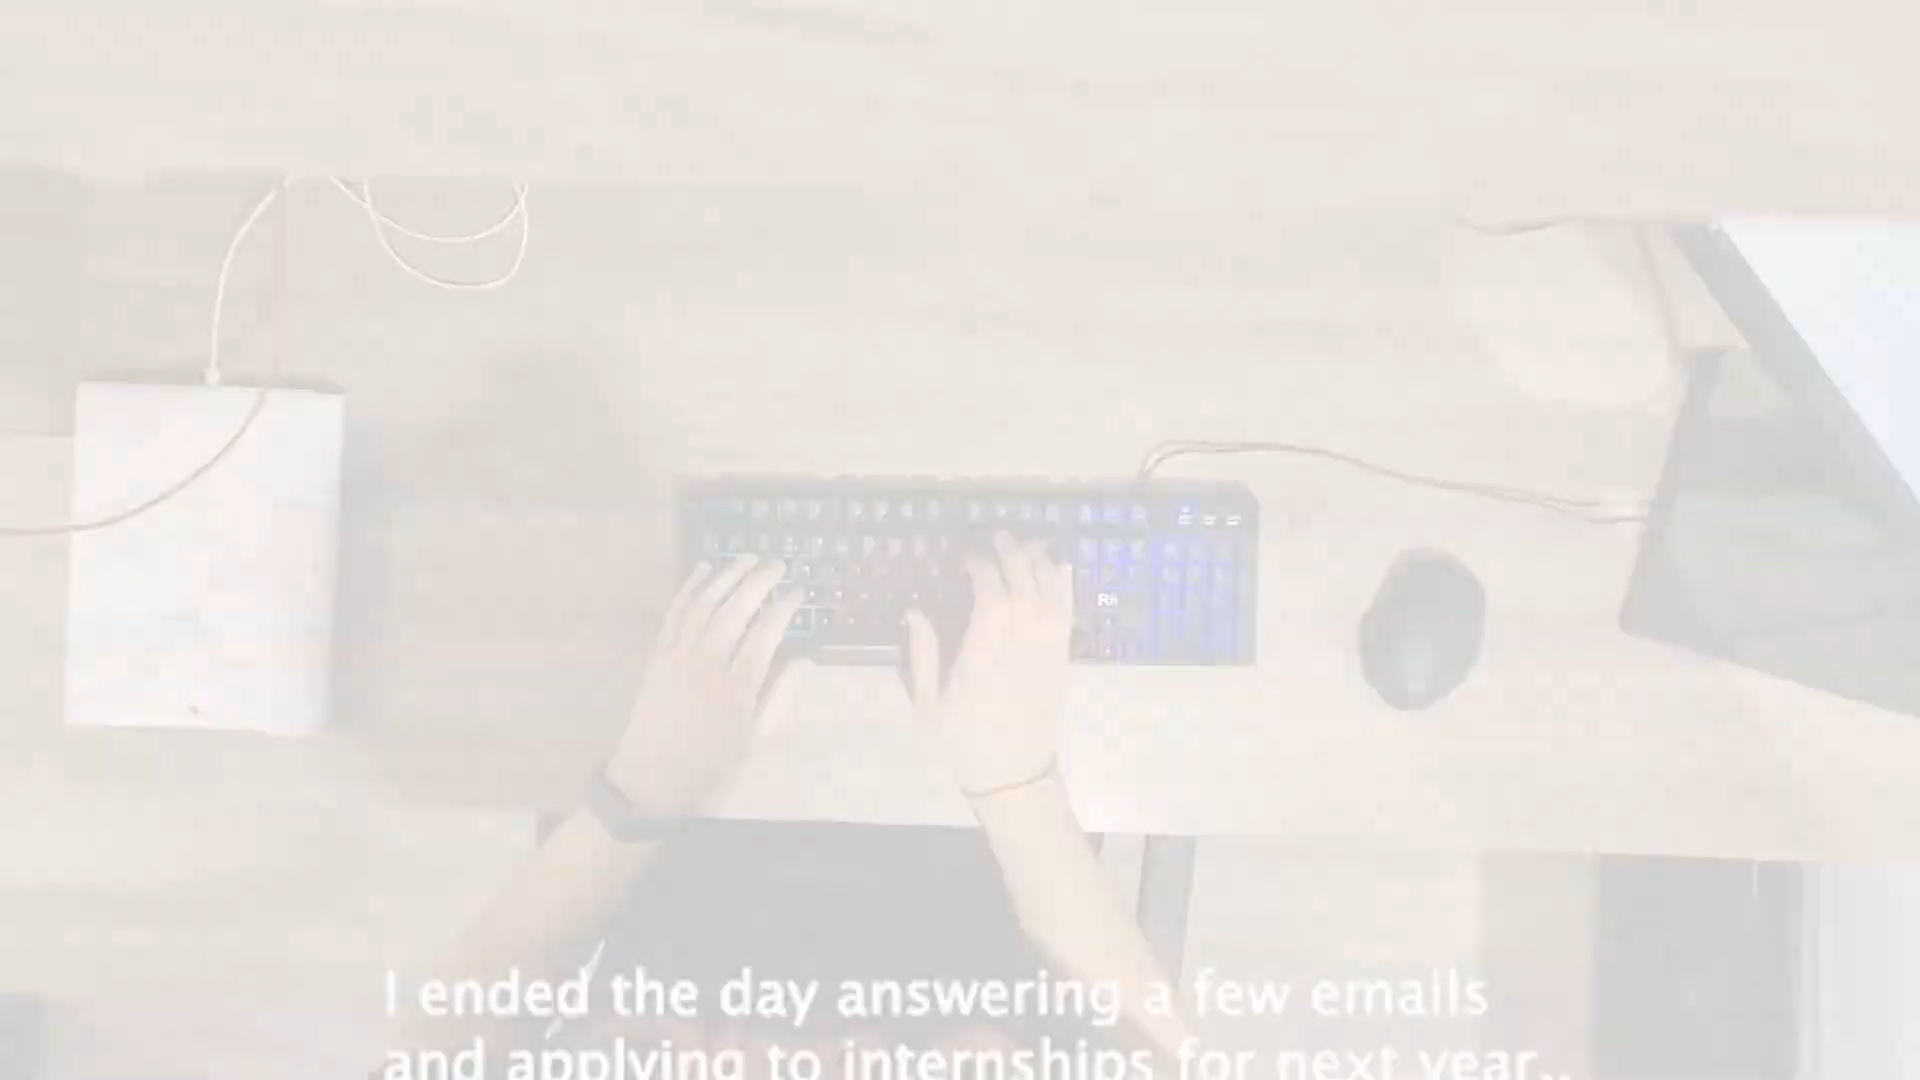 I ended the day answering a few emails
and applying to internships for next year..